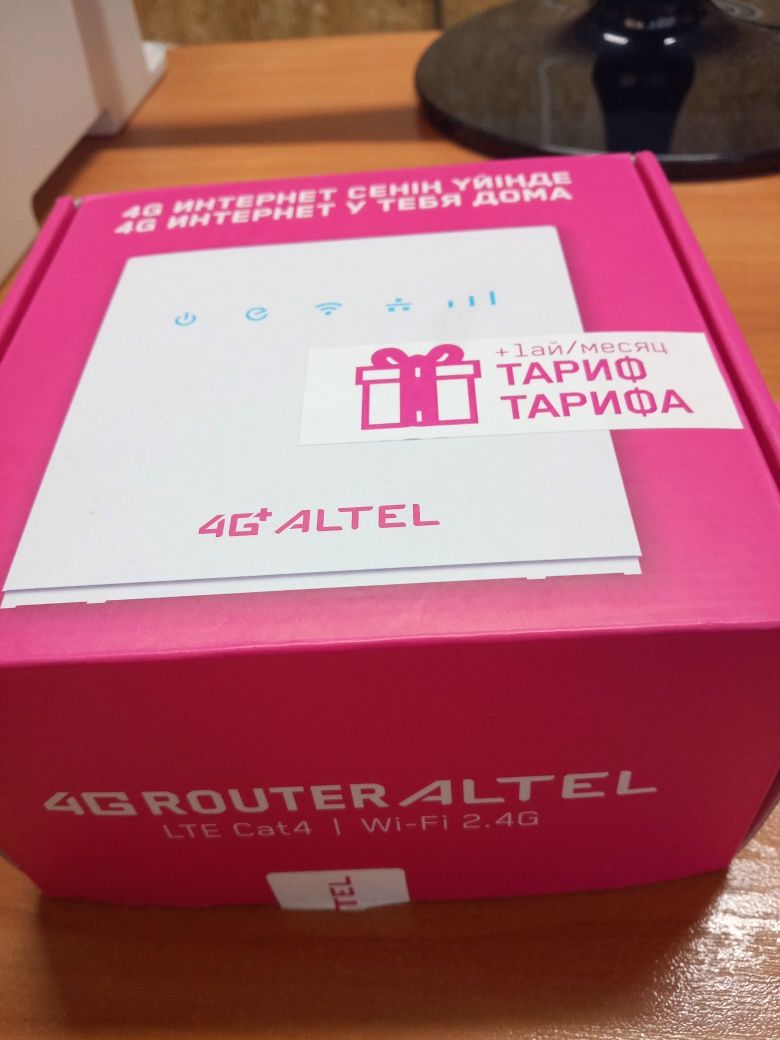 4G ИНТЕРНЕТ СЕНІҢ ҮЙІҢДЕ
4G ИНТЕРНЕТ У ТЕБЯ ДОМА
+1ай/месяц
ТАРИФ
ТАРИФА
4G+ ALTEL
4G ROUTER ALTEL
LTE Cat4 | Wi-Fi 2.4G
TEL